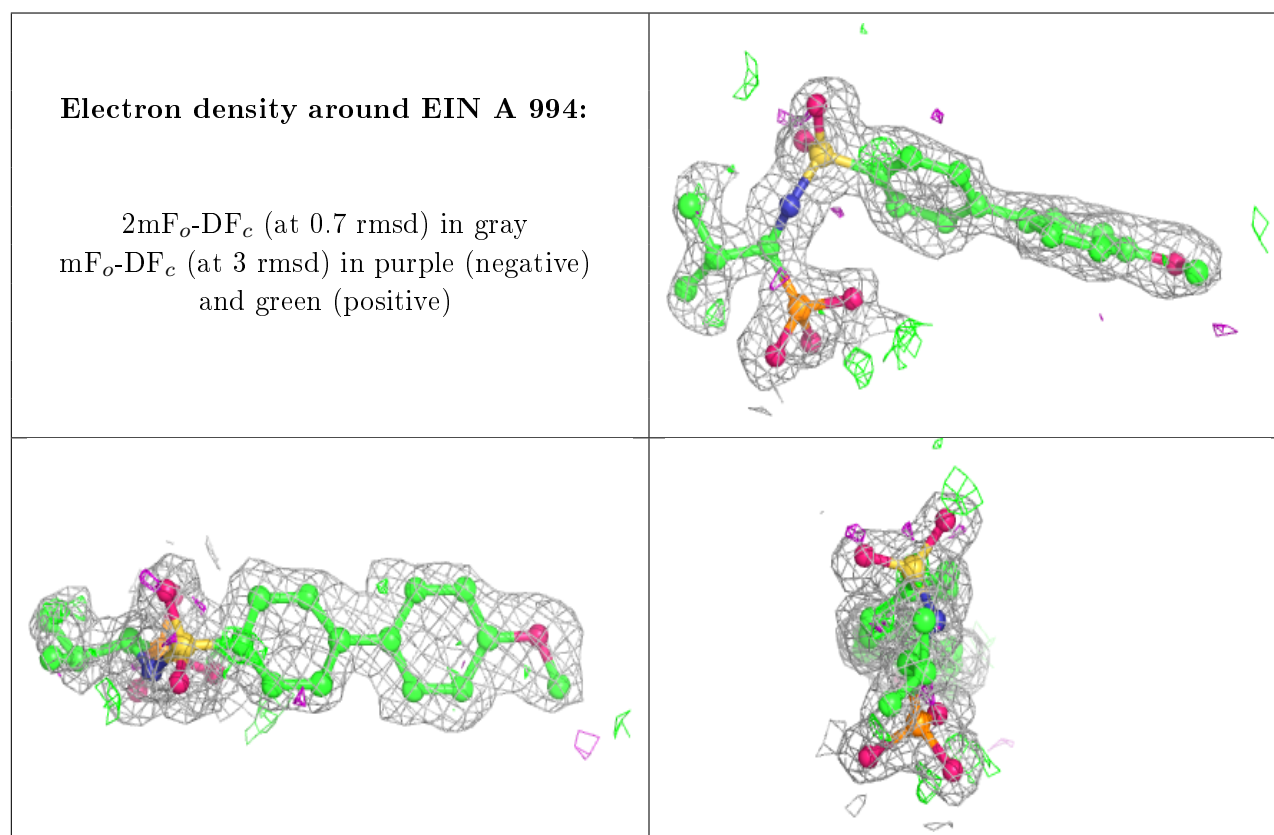 Electron density around EIN A 994:
2mFo-DFc (at 0.7 rmsd) in gray
mFo-DFc (at 3 rmsd) in purple (negative)
and green (positive)